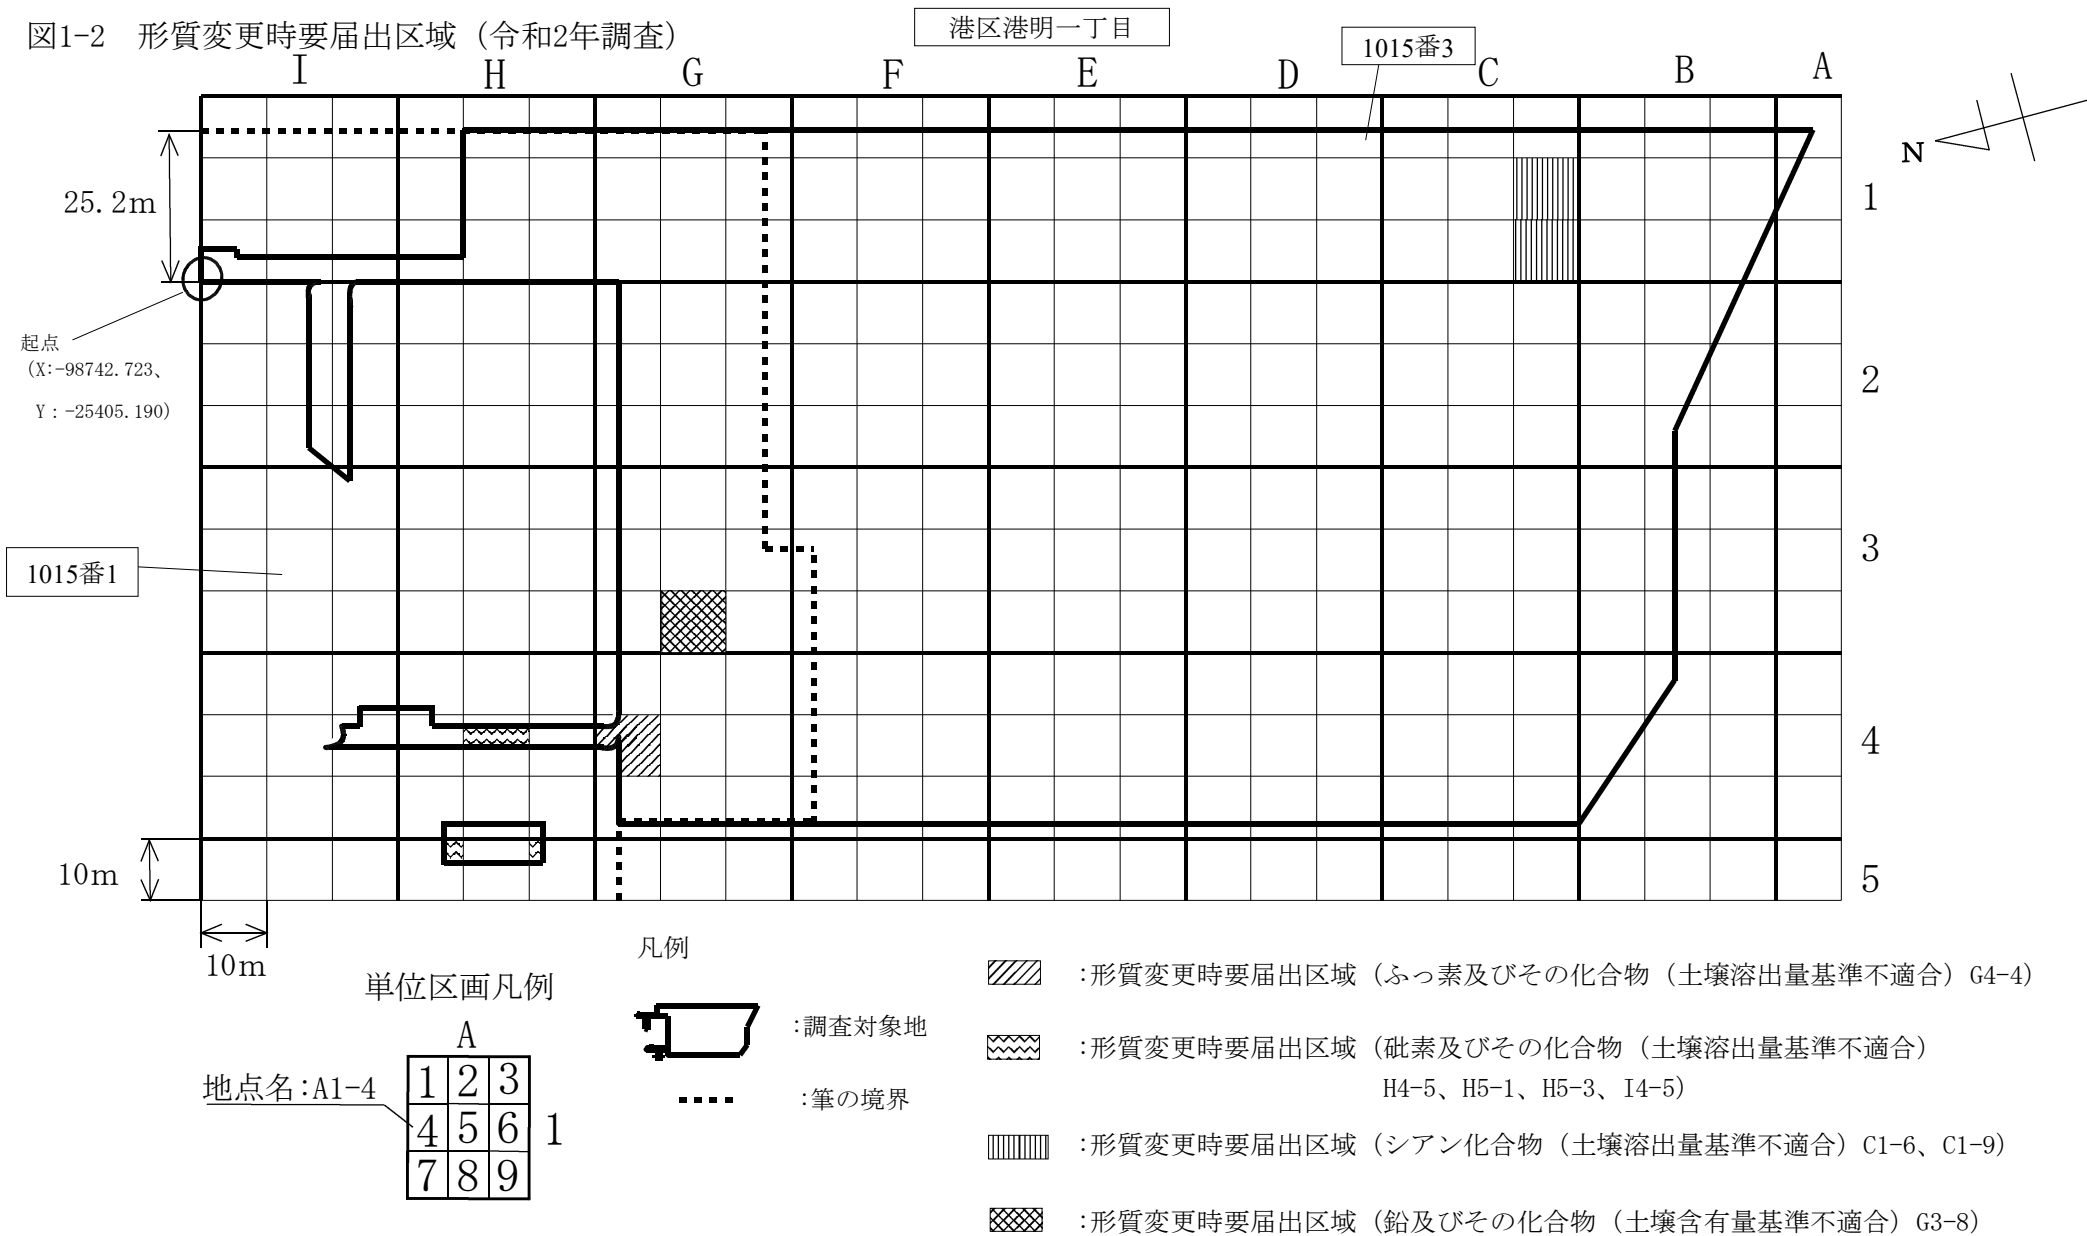 図1-2　形質変更時要届出区域（令和2年調査）
港区港明一丁目
1015番3
I H G F E D C B A
N
25.2m
1
起点
（X:-98742.723、
Y：-25405.190）
2
1015番1
3
4
10m
5
10m
凡例
単位区画凡例
A
地点名:A1-4
1 2 3
4 5 6
7 8 9
1
:調査対象地
:筆の境界
:形質変更時要届出区域（ふっ素及びその化合物（土壌溶出量基準不適合）G4-4）
:形質変更時要届出区域（砒素及びその化合物（土壌溶出量基準不適合）
H4-5、H5-1、H5-3、I4-5）
:形質変更時要届出区域（シアン化合物（土壌溶出量基準不適合）C1-6、C1-9）
:形質変更時要届出区域（鉛及びその化合物（土壌含有量基準不適合）G3-8）